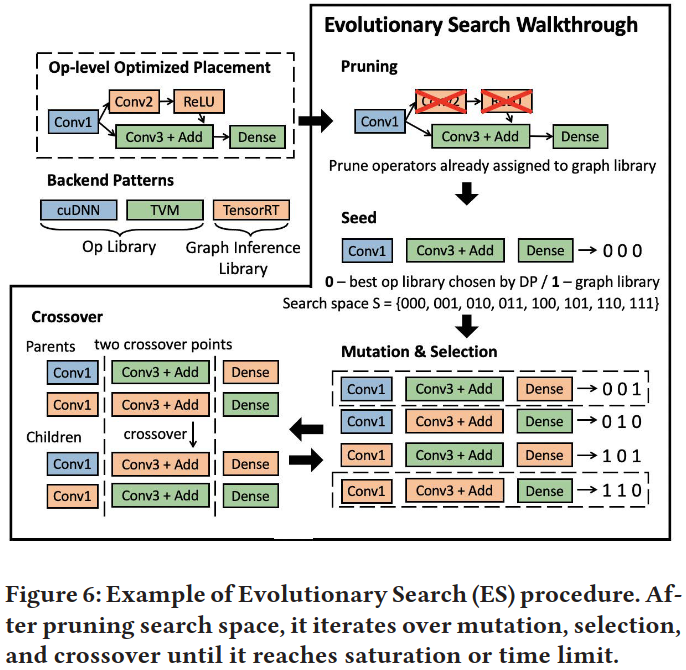 Evolutionary Search Walkthrough
Op-level Optimized Placement
Conv2 ReLU
Conv1
Conv3 + Add Dense
Backend Patterns
cuDNN TVM TensorRT
Op Library Graph Inference
Library
Pruning
Conv2 ReLU
Conv1
Conv3 + Add Dense
Prune operators already assigned to graph library
Seed
Conv1 Conv3 + Add Dense 0 0 0
0 – best op library chosen by DP / 1 – graph library
Search space S = {000, 001, 010, 011, 100, 101, 110, 111}
Mutation & Selection
Conv1 Conv3 + Add Dense 0 0 1
Conv1 Conv3 + Add Dense 0 1 0
Conv1 Conv3 + Add Dense 1 0 1
Conv1 Conv3 + Add Dense 1 1 0
Crossover
Parents two crossover points
Conv1 Conv3 + Add Dense
Conv1 Conv3 + Add Dense
Children crossover
Conv1 Conv3 + Add Dense
Conv1 Conv3 + Add Dense
Figure 6: Example of Evolutionary Search (ES) procedure. Af-
ter pruning search space, it iterates over mutation, selection,
and crossover until it reaches saturation or time limit.